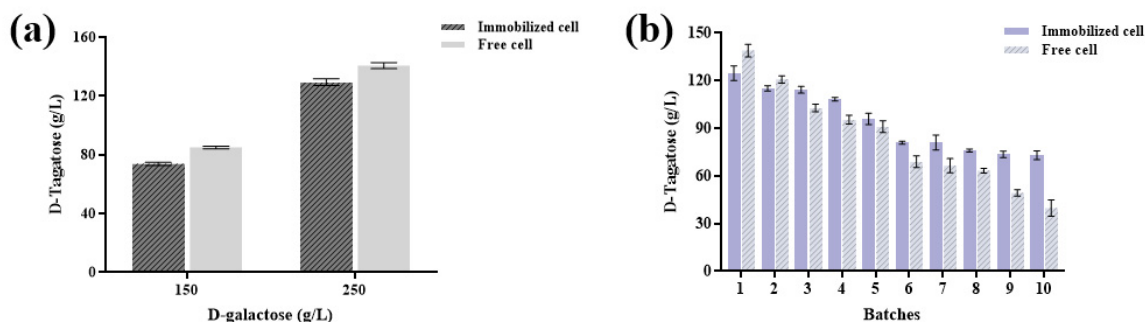 (a)
Immobilized cell
Free cell
160
120
80
40
0
D-Tagatose (g/L)
150
250
D-galactose (g/L)
(b)
Immobilized cell
Free cell
150
120
90
60
30
0
D-Tagatose (g/L)
1 2 3 4 5 6 7 8 9 10
Batches